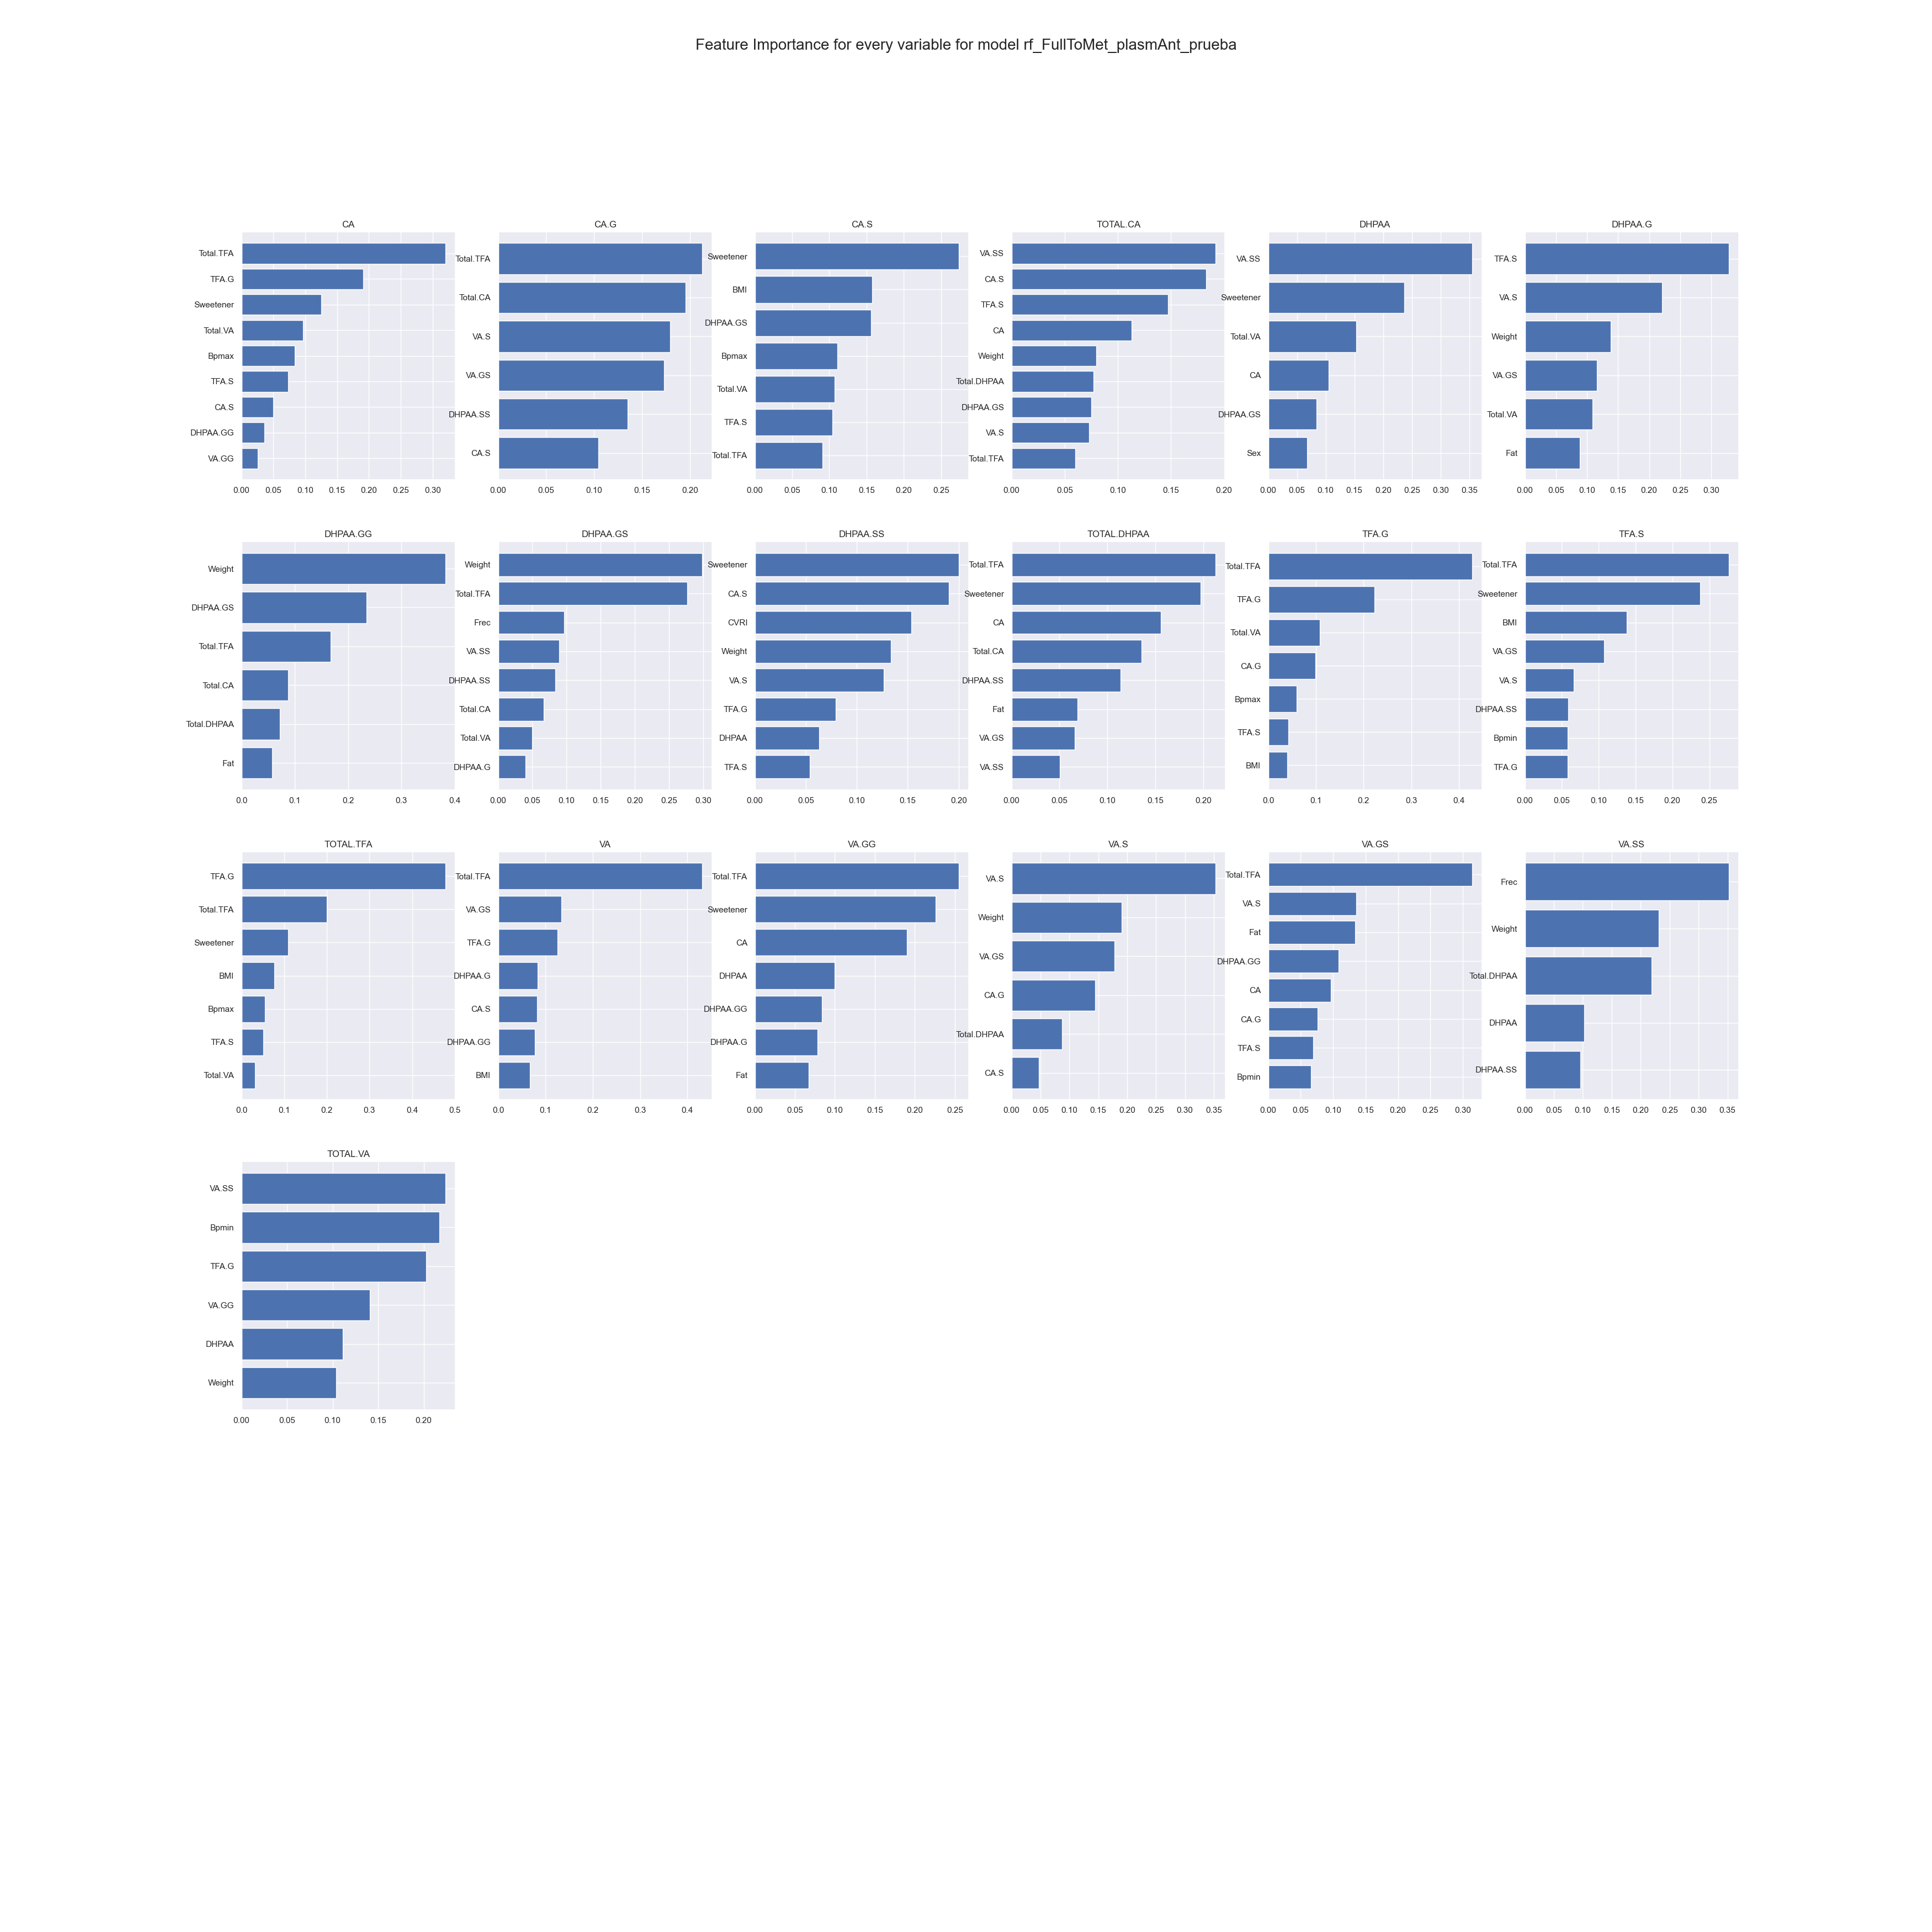 Feature Importance for every variable for model rf_FullToMet_plasmAnt_prueba
CA
Total.TFA
TFA.G
Sweetener
Total.VA
Bpmax
TFA.S
CA.S
DHPAA.GG
VA.GG
0.00 0.05 0.10 0.15 0.20 0.25 0.30
CA.G
Total.TFA
Total.CA
VA.S
VA.GS
DHPAA.SS
CA.S
0.00 0.05 0.10 0.15 0.20
CA.S
Sweetener
BMI
DHPAA.GS
Bpmax
Total.VA
TFA.S
Total.TFA
0.00 0.05 0.10 0.15 0.20 0.25
TOTAL.CA
VA.SS
CA.S
TFA.S
CA
Weight
Total.DHPAA
DHPAA.GS
VA.S
Total.TFA
0.00 0.05 0.10 0.15 0.20
DHPAA
VA.SS
Sweetener
Total.VA
CA
DHPAA.GS
Sex
0.00 0.05 0.10 0.15 0.20 0.25 0.30 0.35
DHPAA.G
TFA.S
VA.S
Weight
VA.GS
Total.VA
Fat
0.00 0.05 0.10 0.15 0.20 0.25 0.30
DHPAA.GG
Weight
DHPAA.GS
Total.TFA
Total.CA
Total.DHPAA
Fat
0.0 0.1 0.2 0.3 0.4
DHPAA.GS
Weight
Total.TFA
Frec
VA.SS
DHPAA.SS
Total.CA
Total.VA
DHPAA.G
0.00 0.05 0.10 0.15 0.20 0.25 0.30
DHPAA.SS
Sweetener
CA.S
CVRI
Weight
VA.S
TFA.G
DHPAA
TFA.S
0.00 0.05 0.10 0.15 0.20
TOTAL.DHPAA
Total.TFA
Sweetener
CA
Total.CA
DHPAA.SS
Fat
VA.GS
VA.SS
0.00 0.05 0.10 0.15 0.20
TFA.G
Total.TFA
TFA.G
Total.VA
CA.G
Bpmax
TFA.S
BMI
0.0 0.1 0.2 0.3 0.4
TFA.S
Total.TFA
Sweetener
BMI
VA.GS
VA.S
DHPAA.SS
Bpmin
TFA.G
0.00 0.05 0.10 0.15 0.20 0.25
TOTAL.TFA
TFA.G
Total.TFA
Sweetener
BMI
Bpmax
TFA.S
Total.VA
0.0 0.1 0.2 0.3 0.4 0.5
VA
Total.TFA
VA.GS
TFA.G
DHPAA.G
CA.S
DHPAA.GG
BMI
0.0 0.1 0.2 0.3 0.4
VA.GG
Total.TFA
Sweetener
CA
DHPAA
DHPAA.GG
DHPAA.G
Fat
0.00 0.05 0.10 0.15 0.20 0.25
VA.S
VA.S
Weight
VA.GS
CA.G
Total.DHPAA
CA.S
0.00 0.05 0.10 0.15 0.20 0.25 0.30 0.35
VA.GS
Total.TFA
VA.S
Fat
DHPAA.GG
CA
CA.G
TFA.S
Bpmin
0.00 0.05 0.10 0.15 0.20 0.25 0.30
VA.SS
Frec
Weight
Total.DHPAA
DHPAA
DHPAA.SS
0.00 0.05 0.10 0.15 0.20 0.25 0.30 0.35
TOTAL.VA
VA.SS
Bpmin
TFA.G
VA.GG
DHPAA
Weight
0.00 0.05 0.10 0.15 0.20